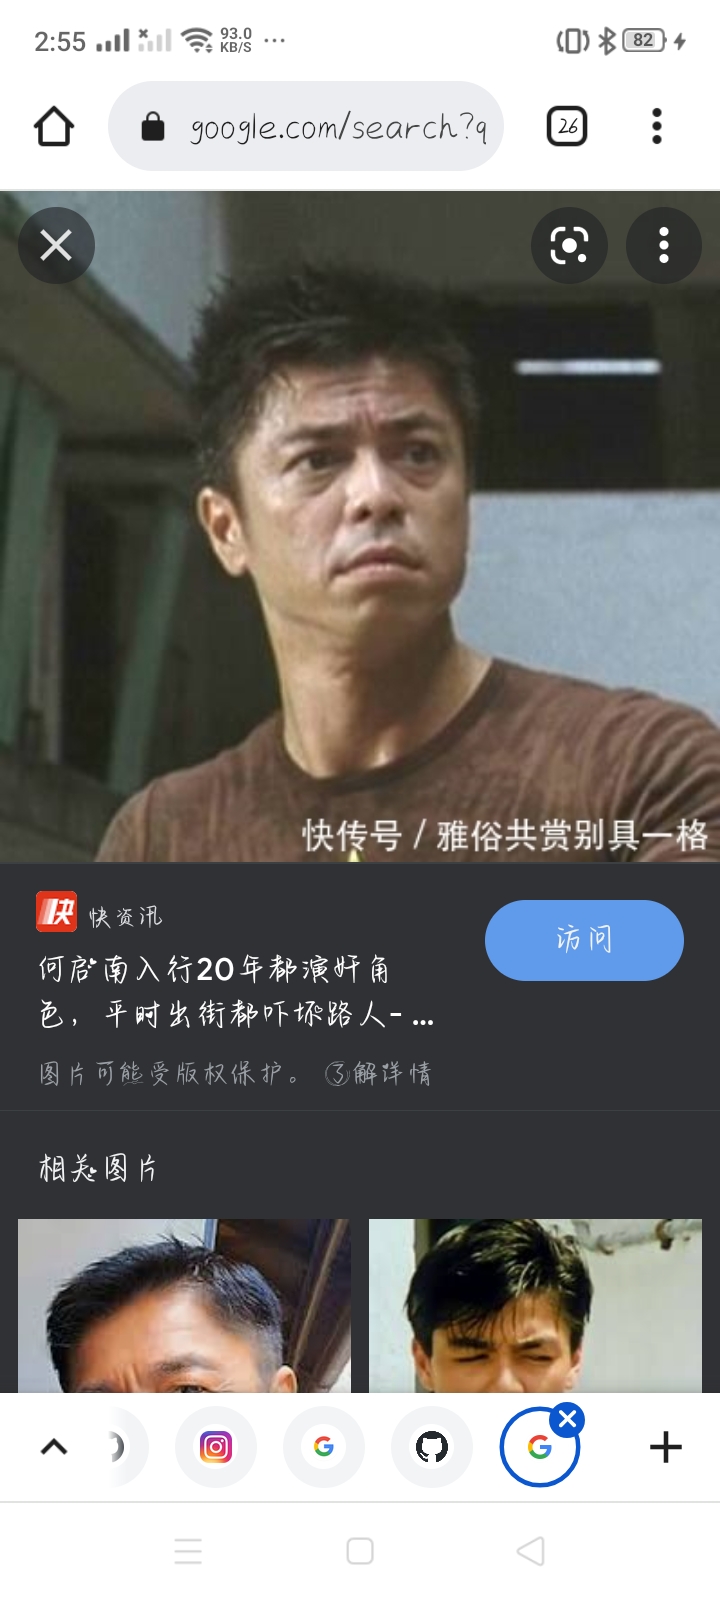 2:55
93.0
KB/S
82
google.com/search?q
26
快传号 / 雅俗共赏别具一格
快
快资讯
访问
何启南入行20年都演奸角
色，平时出街都吓坏路人- ...
图片可能受版权保护。 了解详情
相关图片